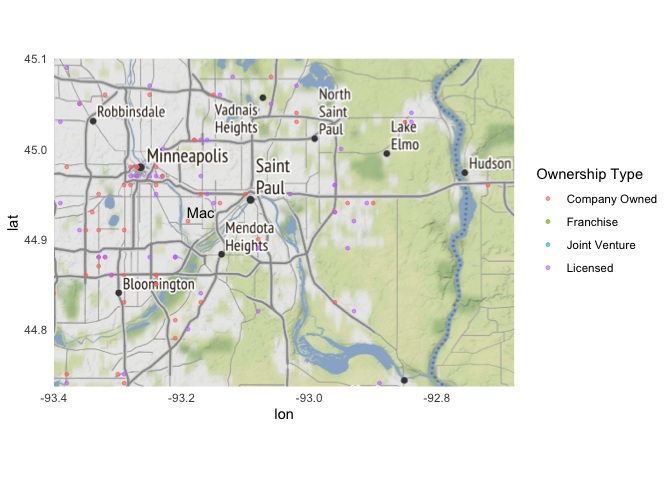 45.1
45.0
44.9
44.8
lat
-93.4
-93.2
-93.0
-92.8
lon
Robbinsdale
Vadnais
Heights
North
Saint
Paul
Lake
Elmo
Minneapolis
Saint
Paul
Hudson
Mac
Mendota
Heights
Bloomington
Ownership Type
Company Owned
Franchise
Joint Venture
Licensed